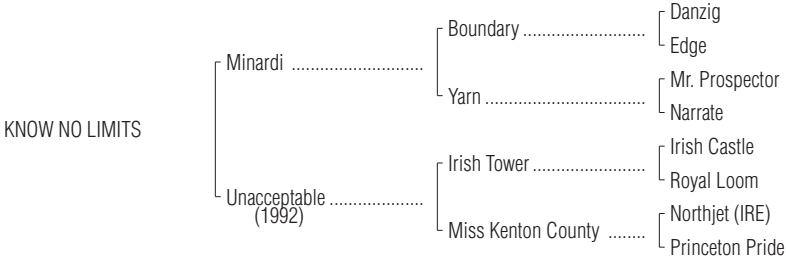 Danzig
Boundary ..........................
Edge
Minardi ............................
Mr. Prospector
Yarn ..................................
Narrate
KNOW NO LIMITS
Irish Castle
Irish Tower ........................
Royal Loom
Unacceptable ....................
(1992)
Northjet (IRE)
Miss Kenton County ........
Princeton Pride